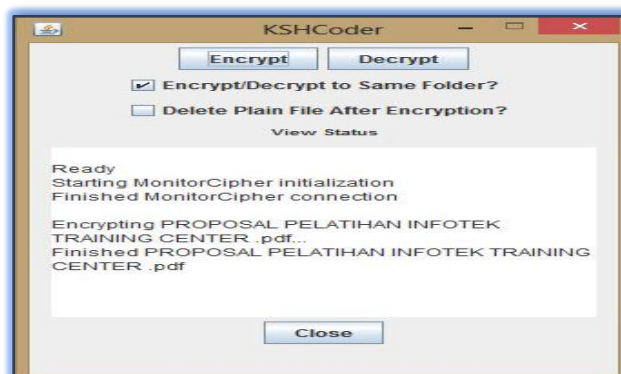 KSHCoder
Encrypt Decrypt
Encrypt/Decrypt to Same Folder?
Delete Plain File After Encryption?
View Status
Ready
Starting MonitorCipher initialization
Finished MonitorCipher connection
Encrypting PROPOSAL PELATIHAN INFOTEK
TRAINING CENTER .pdf...
Finished PROPOSAL PELATIHAN INFOTEK TRAINING
CENTER .pdf
Close